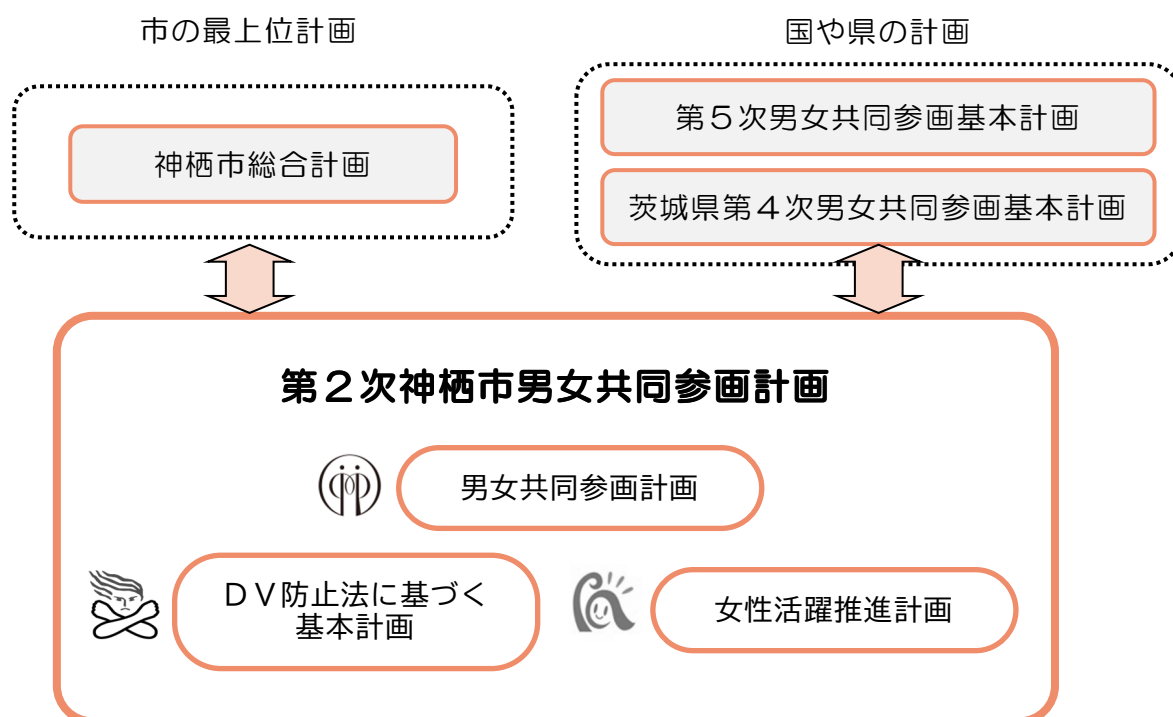 市の最上位計画
国や県の計画
神栖市総合計画
第５次男女共同参画基本計画
茨城県第４次男女共同参画基本計画
第２次神栖市男女共同参画計画
男女共同参画計画
ＤＶ防止法に基づく
基本計画
女性活躍推進計画